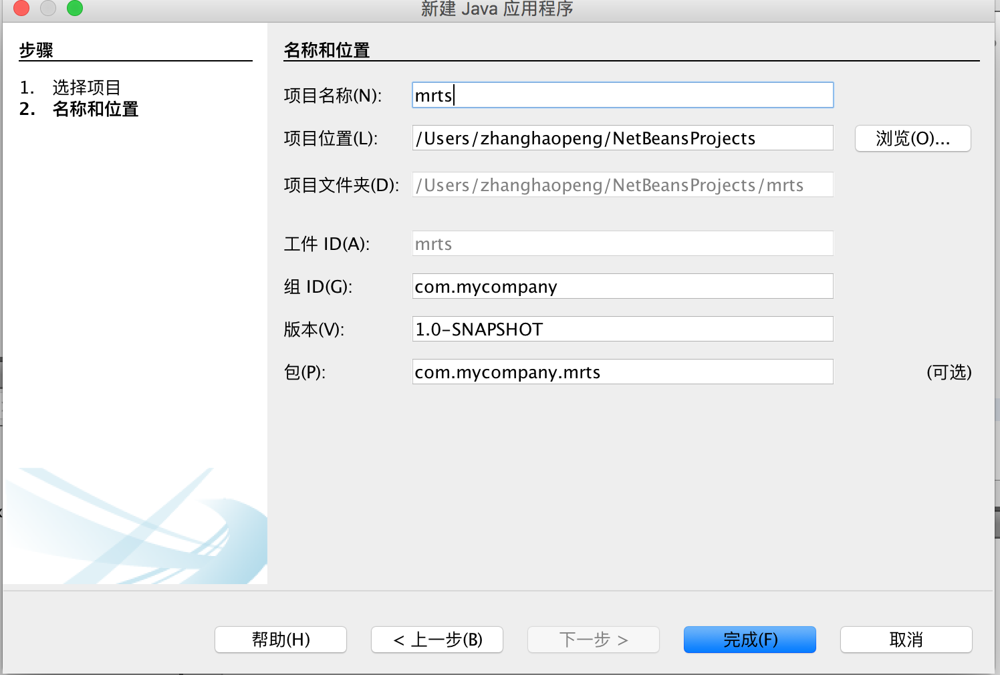 新建 Java 应用程序
步骤
1. 选择项目
2. 名称和位置
名称和位置
项目名称(N): mrts
项目位置(L): /Users/zhanghaopeng/NetBeansProjects 浏览(O)...
项目文件夹(D): /Users/zhanghaopeng/NetBeansProjects/mrts
工件 ID(A): mrts
组 ID(G): com.mycompany
版本(V): 1.0-SNAPSHOT
包(P): com.mycompany.mrts (可选)
帮助(H) < 上一步(B) 下一步 > 完成(F) 取消